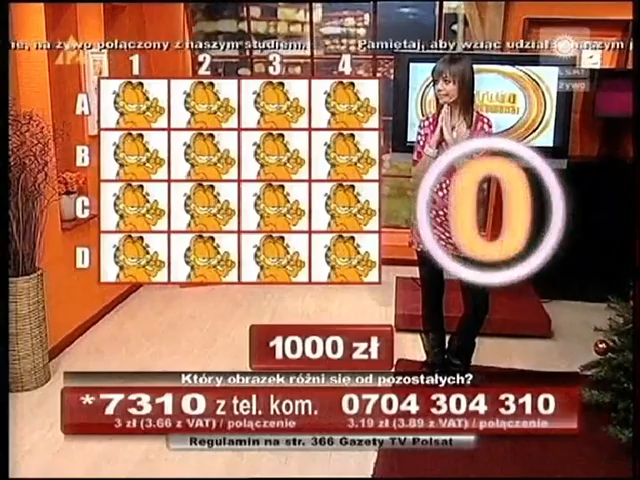 ie, na żywo połączony z naszym studiem. Pamiętaj, aby wziąć udział
1 2 3 4
A
B
C
D
0
1000 zł
Który obrazek różni się od pozostałych?
*7310 z tel. kom. 0704 304 310
3 zł (3.66 z VAT) / połączenie 3.19 zł (3.89 z VAT) / połączenie
Regulamin na str. 366 Gazety TV Polsat